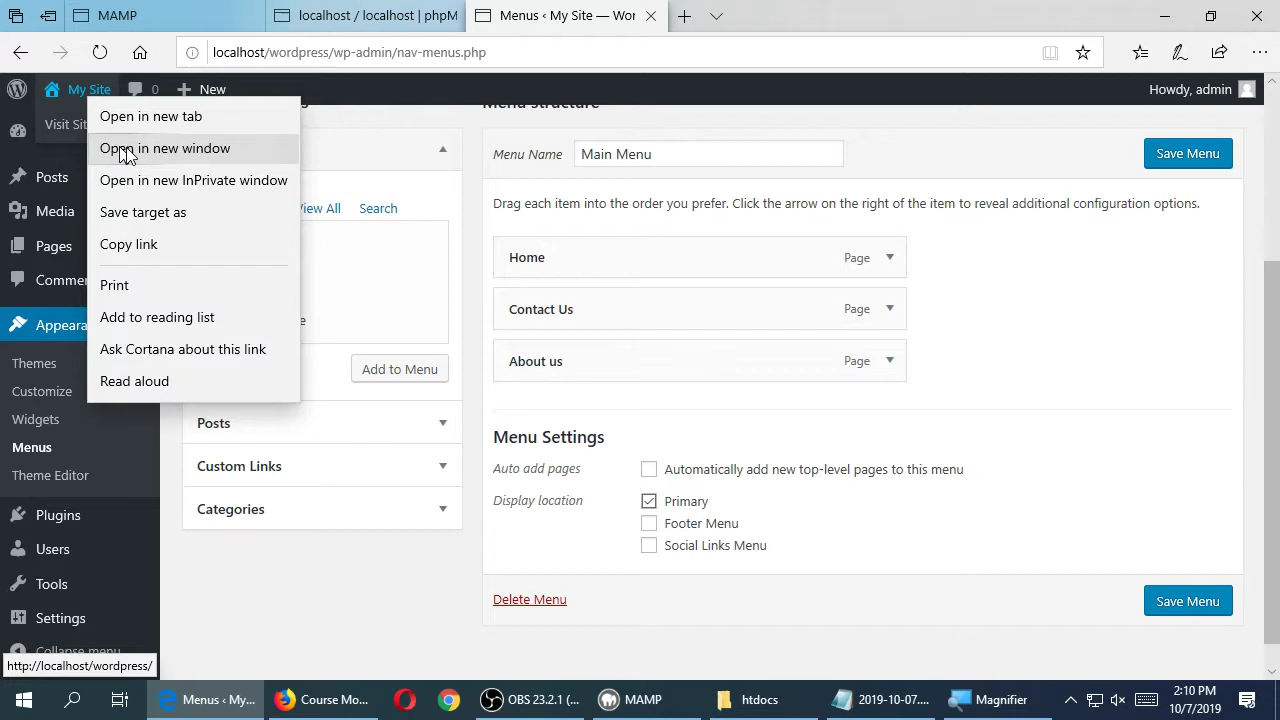 MAMP
localhost / localhost | phpM
Menus ‹ My Site — Wor
localhost/wordpress/wp-admin/nav-menus.php
My Site
0
New
Howdy, admin
Visit Sit
Open in new tab
Open in new window
Open in new InPrivate window
Save target as
Copy link
Print
Add to reading list
Ask Cortana about this link
Read aloud
Posts
Media
Pages
Commen
Appeara
Themes
Customize
Widgets
Menus
Theme Editor
Plugins
Users
Tools
Settings
Collapse menu
http://localhost/wordpress/
View All
Search
Add to Menu
Posts
Custom Links
Categories
Menu Structure
Menu Name
Main Menu
Save Menu
Drag each item into the order you prefer. Click the arrow on the right of the item to reveal additional configuration options.
Home
Page
Contact Us
Page
About us
Page
Menu Settings
Auto add pages
Automatically add new top-level pages to this menu
Display location
Primary
Footer Menu
Social Links Menu
Delete Menu
Save Menu
Menus ‹ My...
Course Mo...
OBS 23.2.1 (...
MAMP
htdocs
2019-10-07....
Magnifier
2:10 PM
10/7/2019